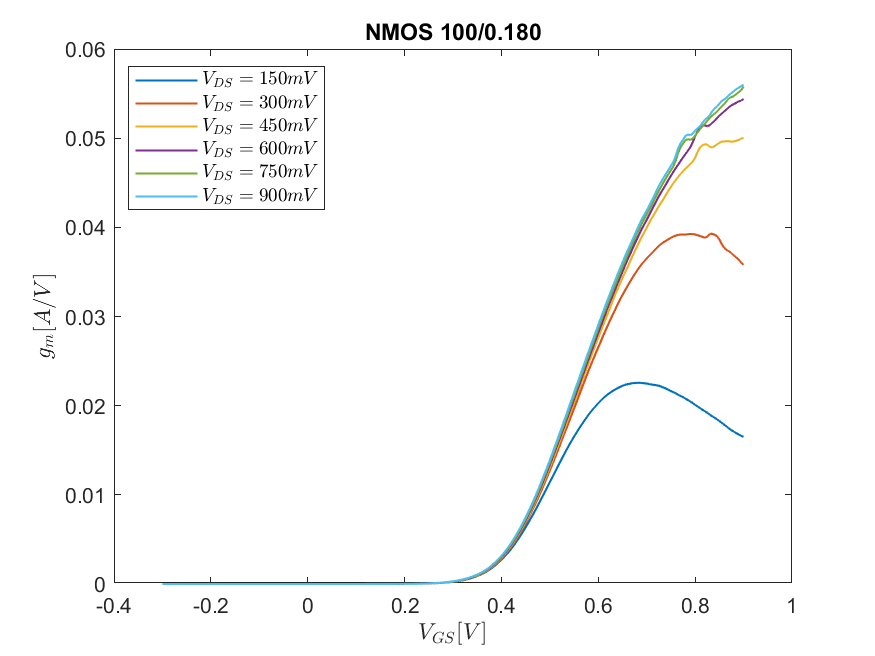 NMOS 100/0.180
0.06
0.05
0.04
0.03
0.02
0.01
0
g_m[A/V]
V_DS = 150mV
V_DS = 300mV
V_DS = 450mV
V_DS = 600mV
V_DS = 750mV
V_DS = 900mV
-0.4 -0.2 0 0.2 0.4 0.6 0.8 1
V_GS[V]